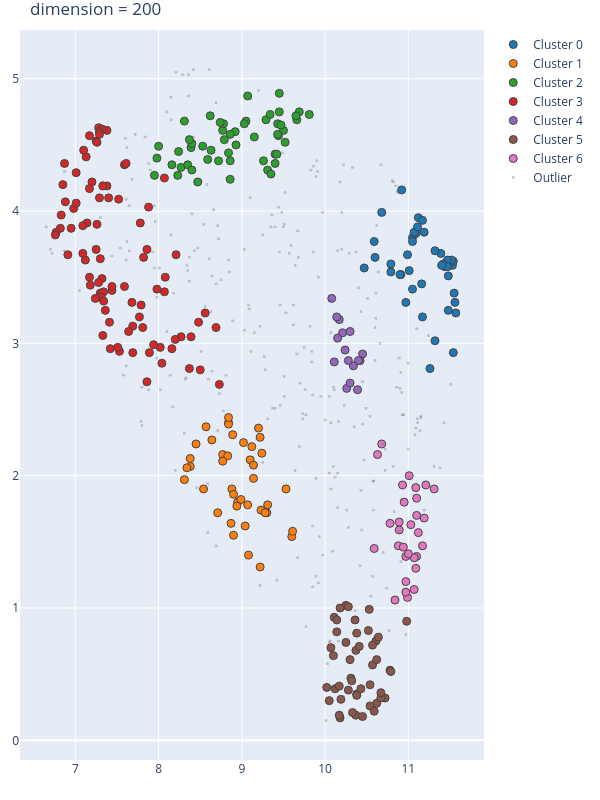 dimension = 200
Cluster 0
Cluster 1
Cluster 2
Cluster 3
Cluster 4
Cluster 5
Cluster 6
Outlier
5
4
3
2
1
0
7 8 9 10 11